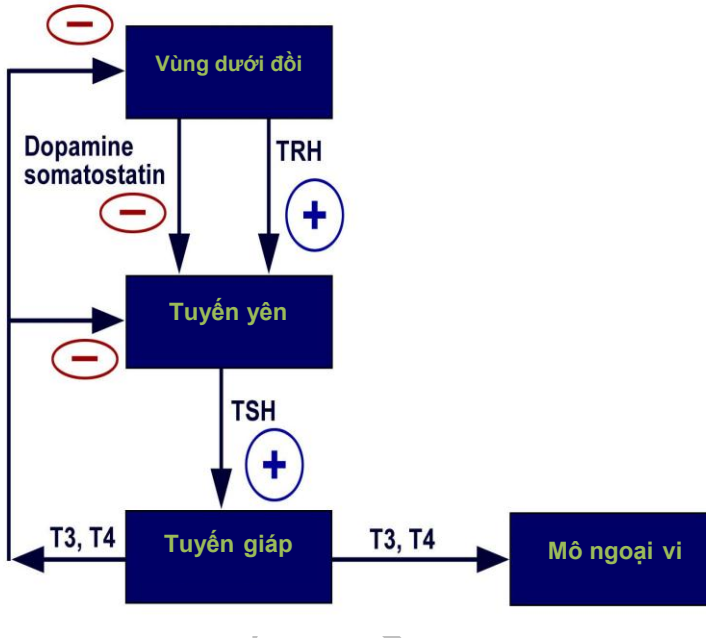 Vùng dưới đồi
Dopamine
somatostatin
TRH
Tuyến yên
TSH
T3, T4
Tuyến giáp
T3, T4
Mô ngoại vi